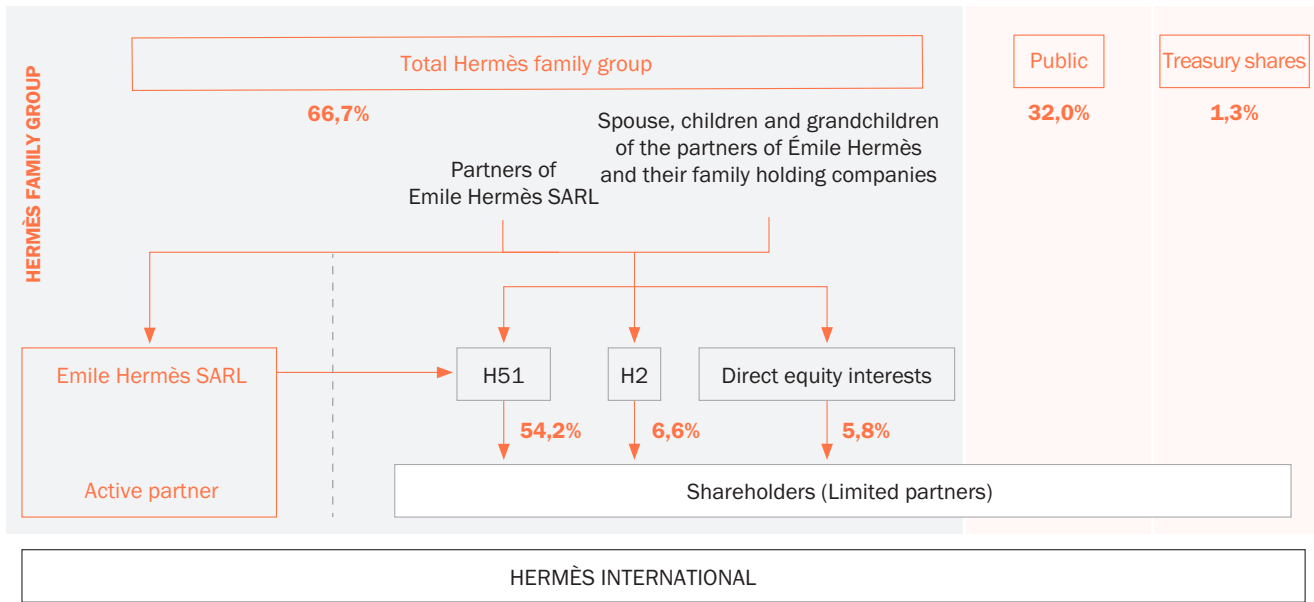 HERMÈS FAMILY GROUP
Total Hermès family group
66,7%
Public
32,0%
Treasury shares
1,3%
Spouse, children and grandchildren
of the partners of Émile Hermès
and their family holding companies
Partners of
Emile Hermès SARL
Emile Hermès SARL
Active partner
H51
H2
Direct equity interests
54,2%
6,6%
5,8%
Shareholders (Limited partners)
HERMÈS INTERNATIONAL